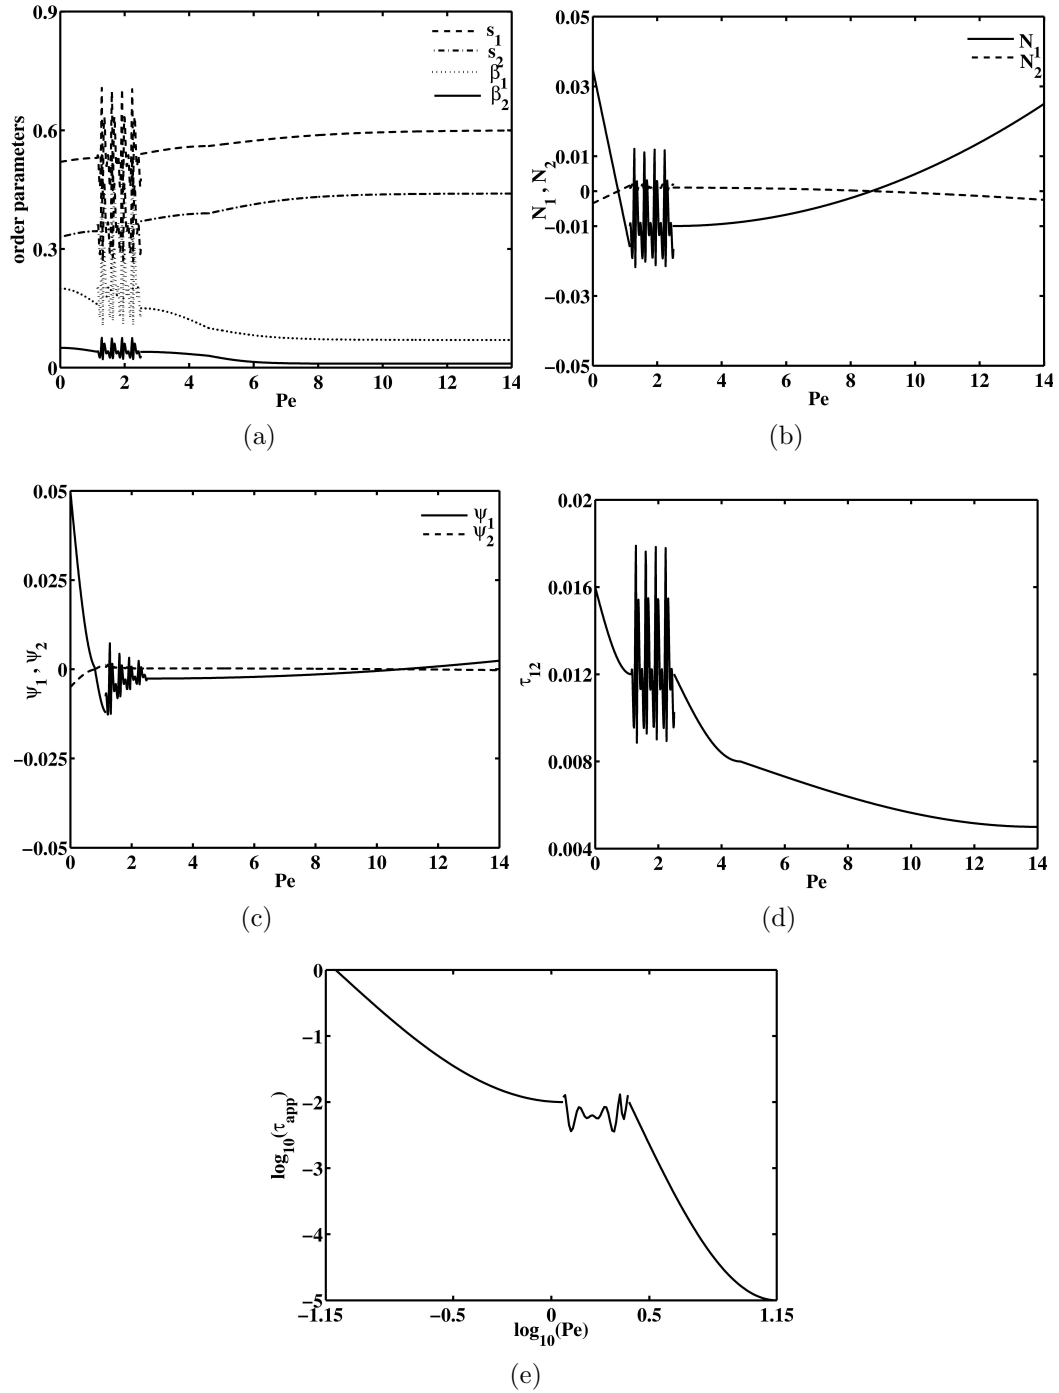 0.9
0.6
0.3
0
order parameters
s1
s2
β1
β2
0 2 4 6 8 10 12 14
Pe
(a)
0.05
0.03
0.01
0
−0.01
−0.03
−0.05
N1 , N2
N1
N2
0 2 4 6 8 10 12 14
Pe
(b)
0.05
0.025
0
−0.025
−0.05
ψ1 , ψ2
ψ1
ψ2
0 2 4 6 8 10 12 14
Pe
(c)
0.02
0.016
0.012
0.008
0.004
τ12
0 2 4 6 8 10 12 14
Pe
(d)
0
−1
−2
−3
−4
−5
log10(τapp)
−1.15 −0.5 0 0.5 1.15
log10(Pe)
(e)